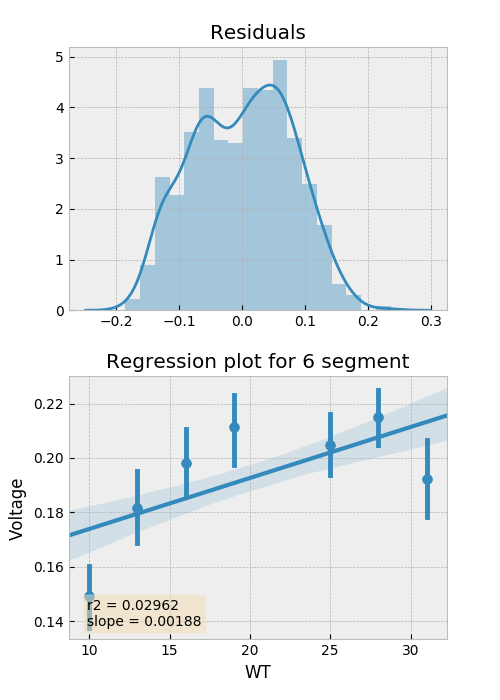 Residuals
5
4
3
2
1
0
−0.2 −0.1 0.0 0.1 0.2 0.3
Regression plot for 6 segment
0.22
0.20
0.18
0.16
0.14
Voltage
r2 = 0.02962
slope = 0.00188
10 15 20 25 30
WT